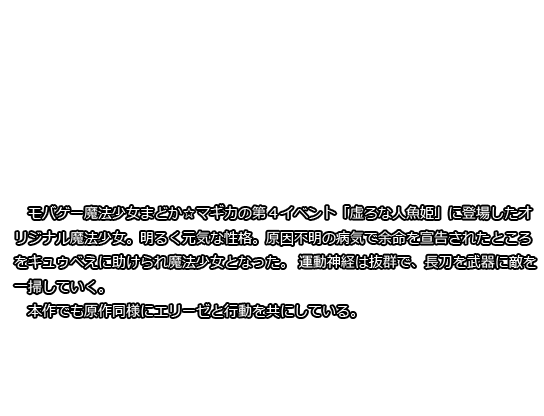 モバゲー魔法少女まどか☆マギカの第４イベント「虚ろな人魚姫」に登場したオ
リジナル魔法少女。明るく元気な性格。原因不明の病気で余命を宣告されたところ
をキュゥべえに助けられ魔法少女となった。 運動神経は抜群で、長刀を武器に敵を
一掃していく。
　本作でも原作同様にエリーゼと行動を共にしている。